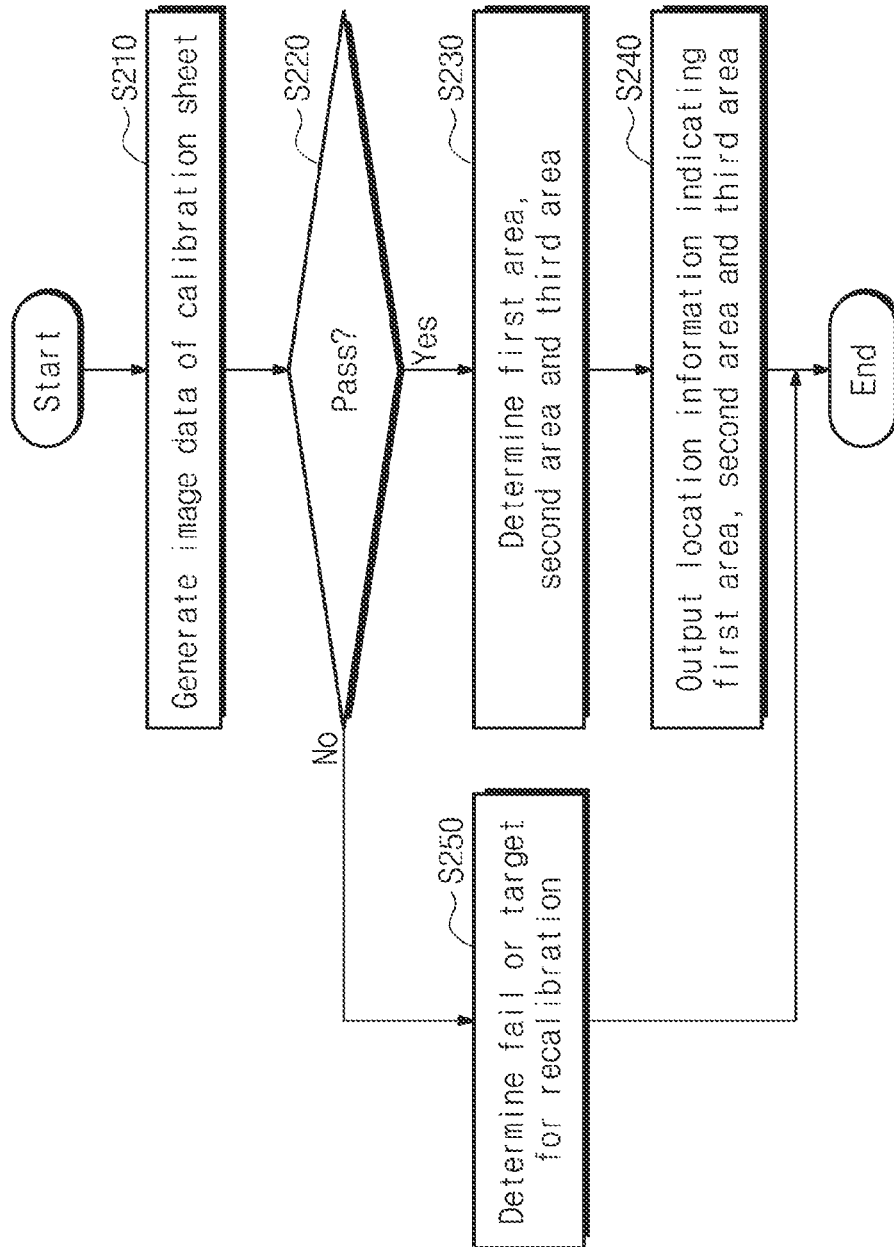 Start
S210
Generate image data of calibration sheet
S220
Pass?
No
Yes
S230
Determine first area,
second area and third area
S240
Output location information indicating
first area, second area and third area
S250
Determine fail or target
for recalibration
End